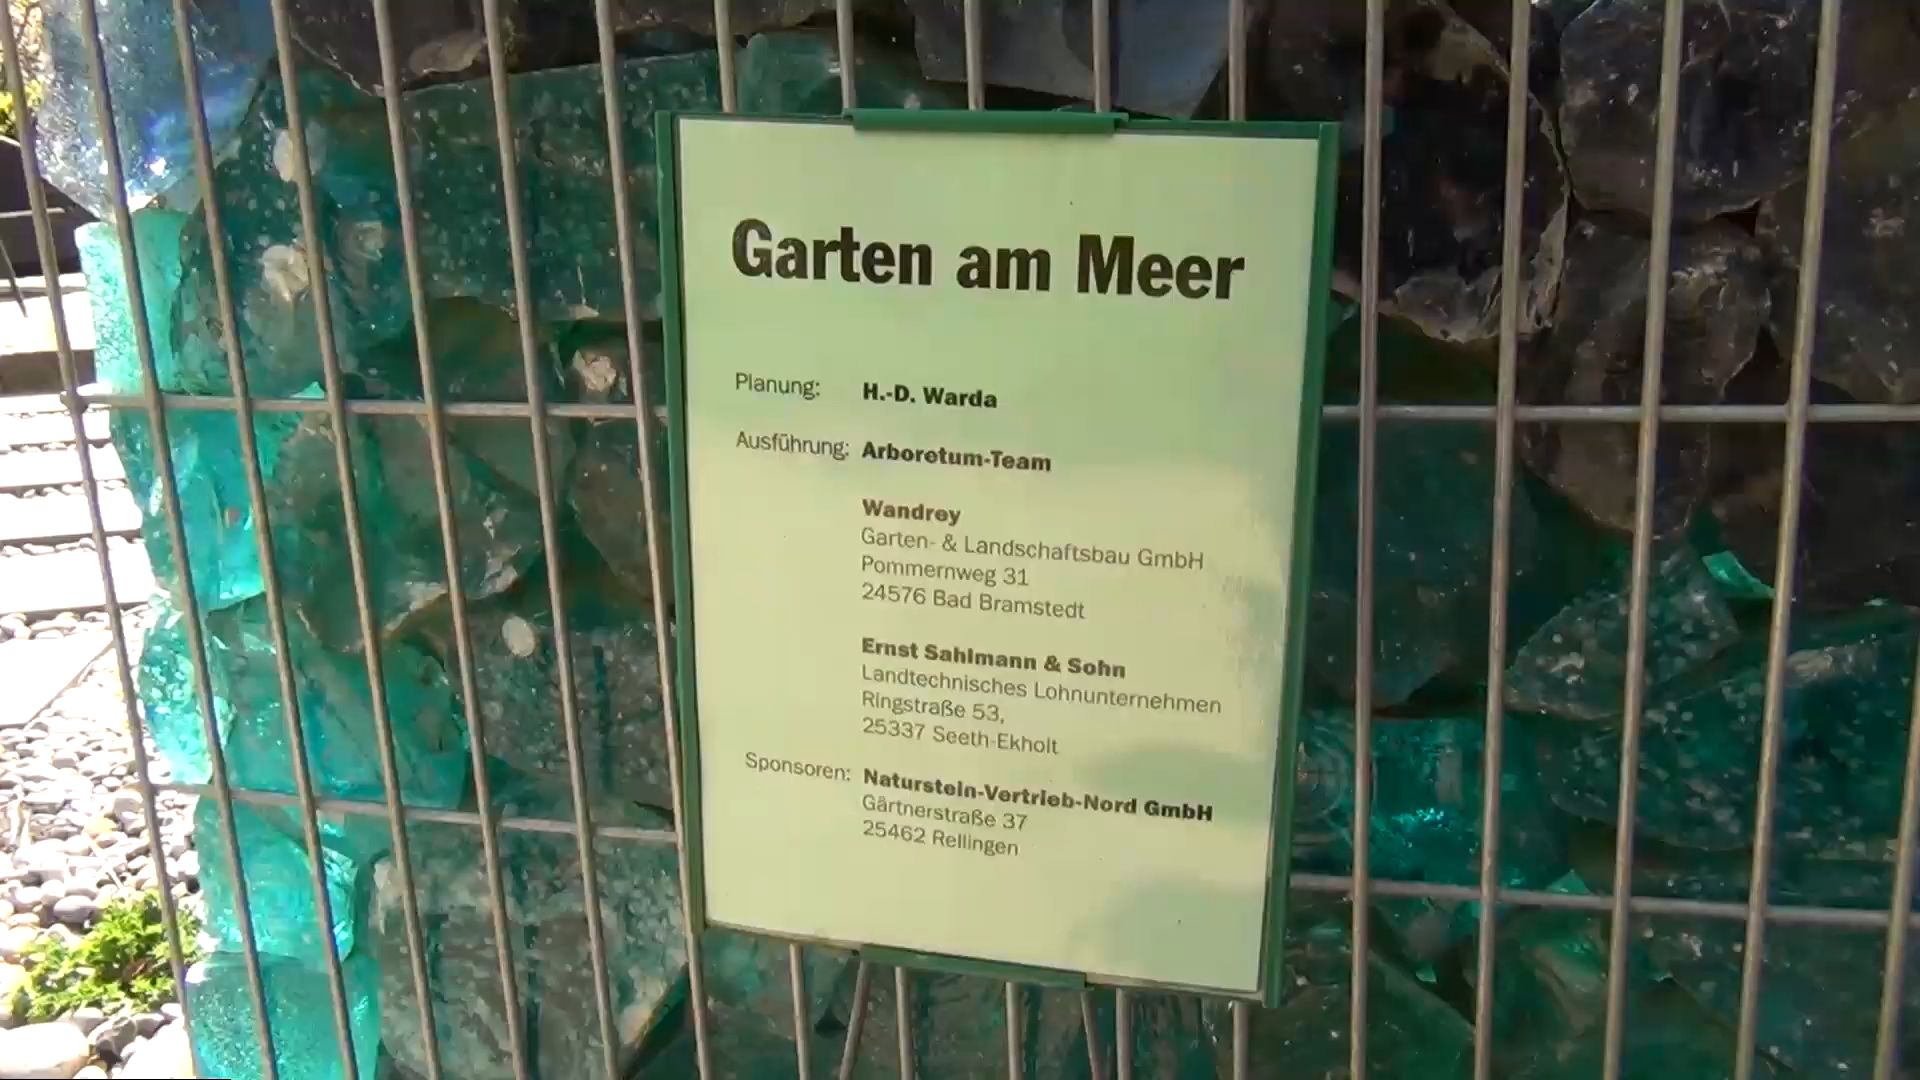 Garten am Meer
Planung: H.-D. Warda
Ausführung: Arboretum-Team
Wandrey
Garten- & Landschaftsbau GmbH
Pommernweg 31
24576 Bad Bramstedt
Ernst Sahlmann & Sohn
Landtechnisches Lohnunternehmen
Ringstraße 53,
25337 Seeth-Ekholt
Sponsoren: Naturstein-Vertrieb-Nord GmbH
Gärtnerstraße 37
25462 Rellingen